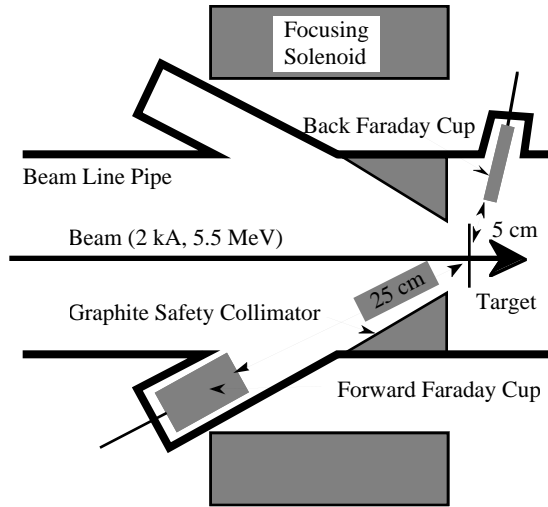 Focusing
Solenoid
Back Faraday Cup
Beam Line Pipe
Beam (2 kA, 5.5 MeV)
5 cm
25 cm
Target
Graphite Safety Collimator
Forward Faraday Cup